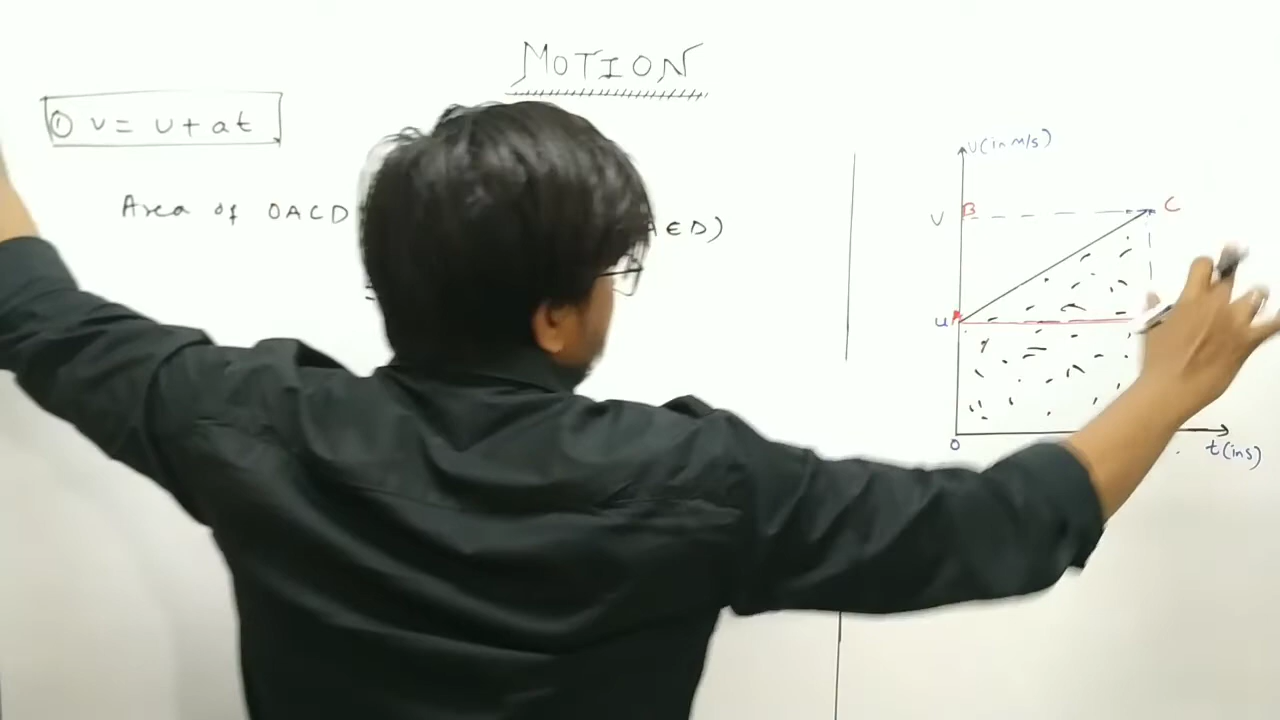 MOTION
① v = u + at
Area of OACD
AED)
v(in m/s)
v B C
u A
0
t(in s)